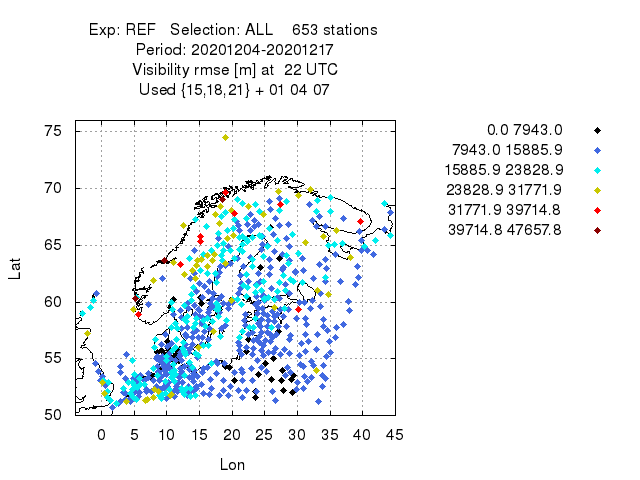 Exp: REF Selection: ALL 653 stations
Period: 20201204-20201217
Visibility rmse [m] at 22 UTC
Used {15,18,21} + 01 04 07
0.0 7943.0
7943.0 15885.9
15885.9 23828.9
23828.9 31771.9
31771.9 39714.8
39714.8 47657.8
Lat
75
70
65
60
55
50
0 5 10 15 20 25 30 35 40 45
Lon